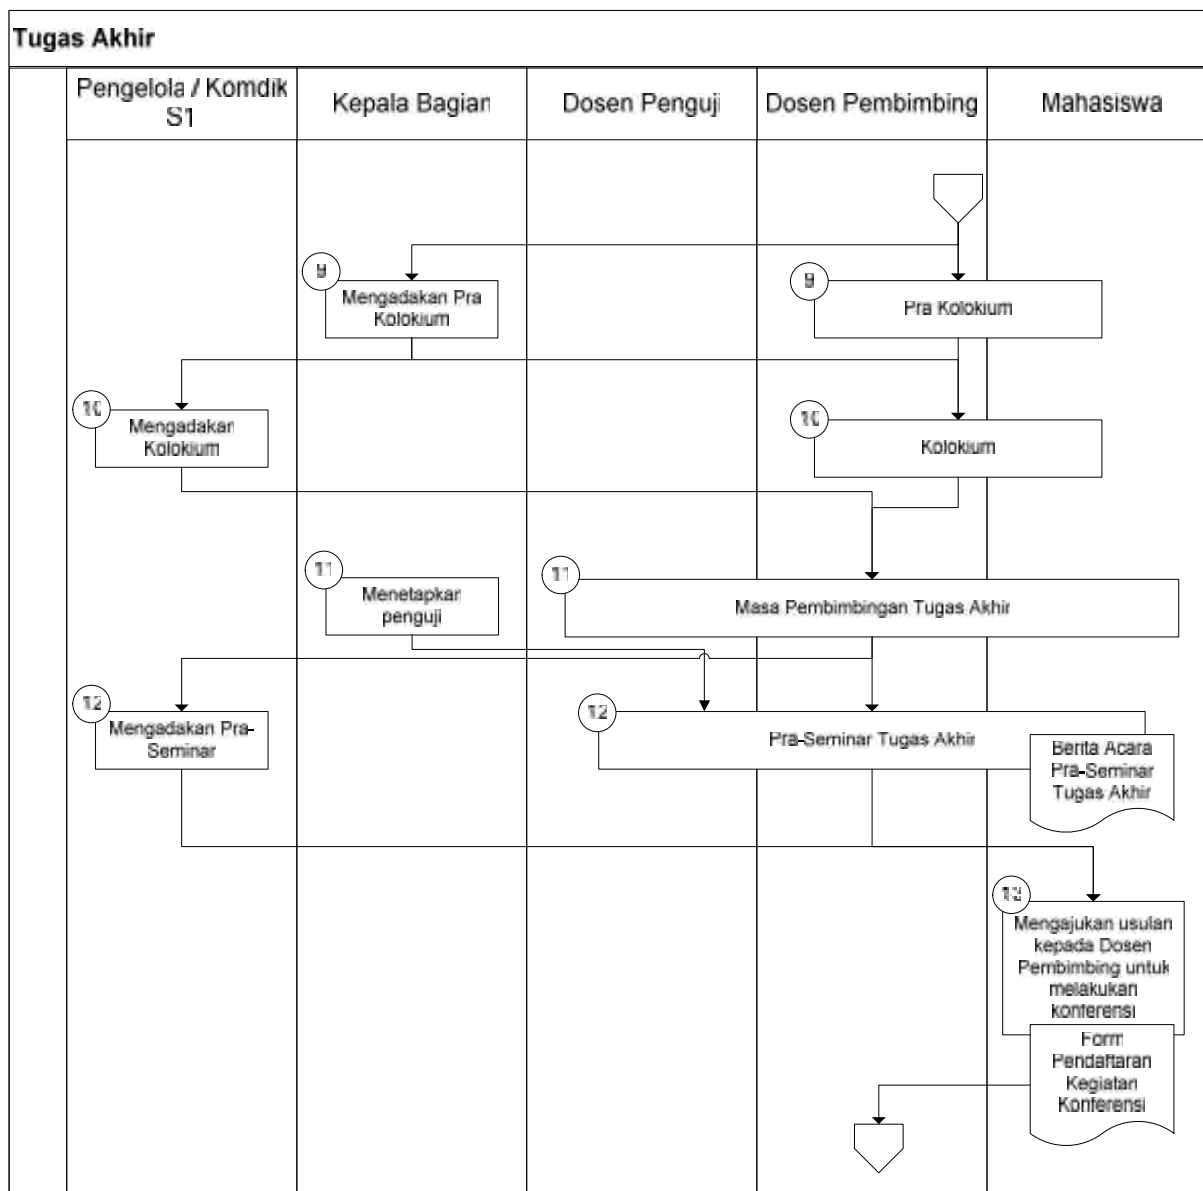 Tugas Akhir
Pengelola / Komdik
S1
Kepala Bagian
Dosen Penguji
Dosen Pembimbing
Mahasiswa
9
Mengadakan Pra
Kolokium
9
Pra Kolokium
10
Mengadakan
Kolokium
10
Kolokium
11
Menetapkan
penguji
11
Masa Pembimbingan Tugas Akhir
12
Mengadakan Pra-
Seminar
12
Pra-Seminar Tugas Akhir
Berita Acara
Pra-Seminar
Tugas Akhir
13
Mengajukan usulan
kepada Dosen
Pembimbing untuk
melakukan
konferensi
Form
Pendaftaran
Kegiatan
Konferensi